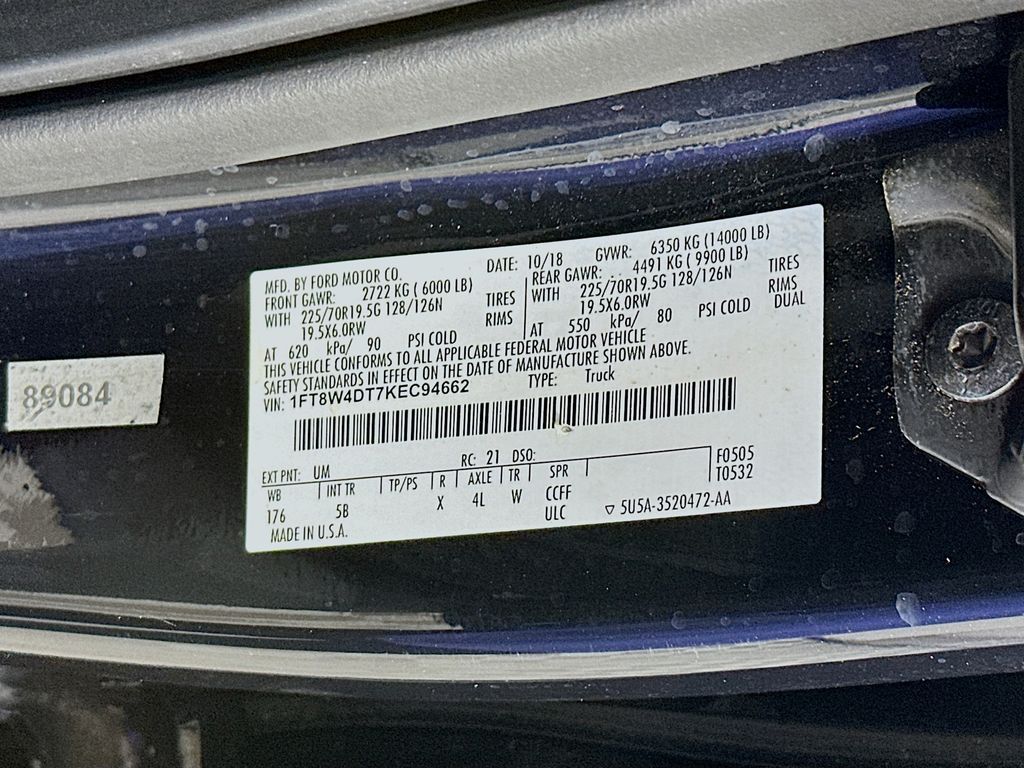 MFD. BY FORD MOTOR CO.
DATE: 10/18 GVWR: 6350 KG (14000 LB)
FRONT GAWR: 2722 KG ( 6000 LB)
REAR GAWR: 4491 KG ( 9900 LB)
WITH 225/70R19.5G 128/126N TIRES
WITH 225/70R19.5G 128/126N TIRES
19.5X6.0RW RIMS
19.5X6.0RW RIMS
AT 620 kPa/ 90 PSI COLD
AT 550 kPa/ 80 PSI COLD DUAL
THIS VEHICLE CONFORMS TO ALL APPLICABLE FEDERAL MOTOR VEHICLE
SAFETY STANDARDS IN EFFECT ON THE DATE OF MANUFACTURE SHOWN ABOVE.
VIN: 1FT8W4DT7KEC94662 TYPE: Truck
EXT PNT: UM RC: 21 DSO:
WB INT TR TP/PS R AXLE TR SPR F0505
176 5B X 4L W CCFF T0532
ULC ▽ 5U5A-3520472-AA
MADE IN U.S.A.
89084